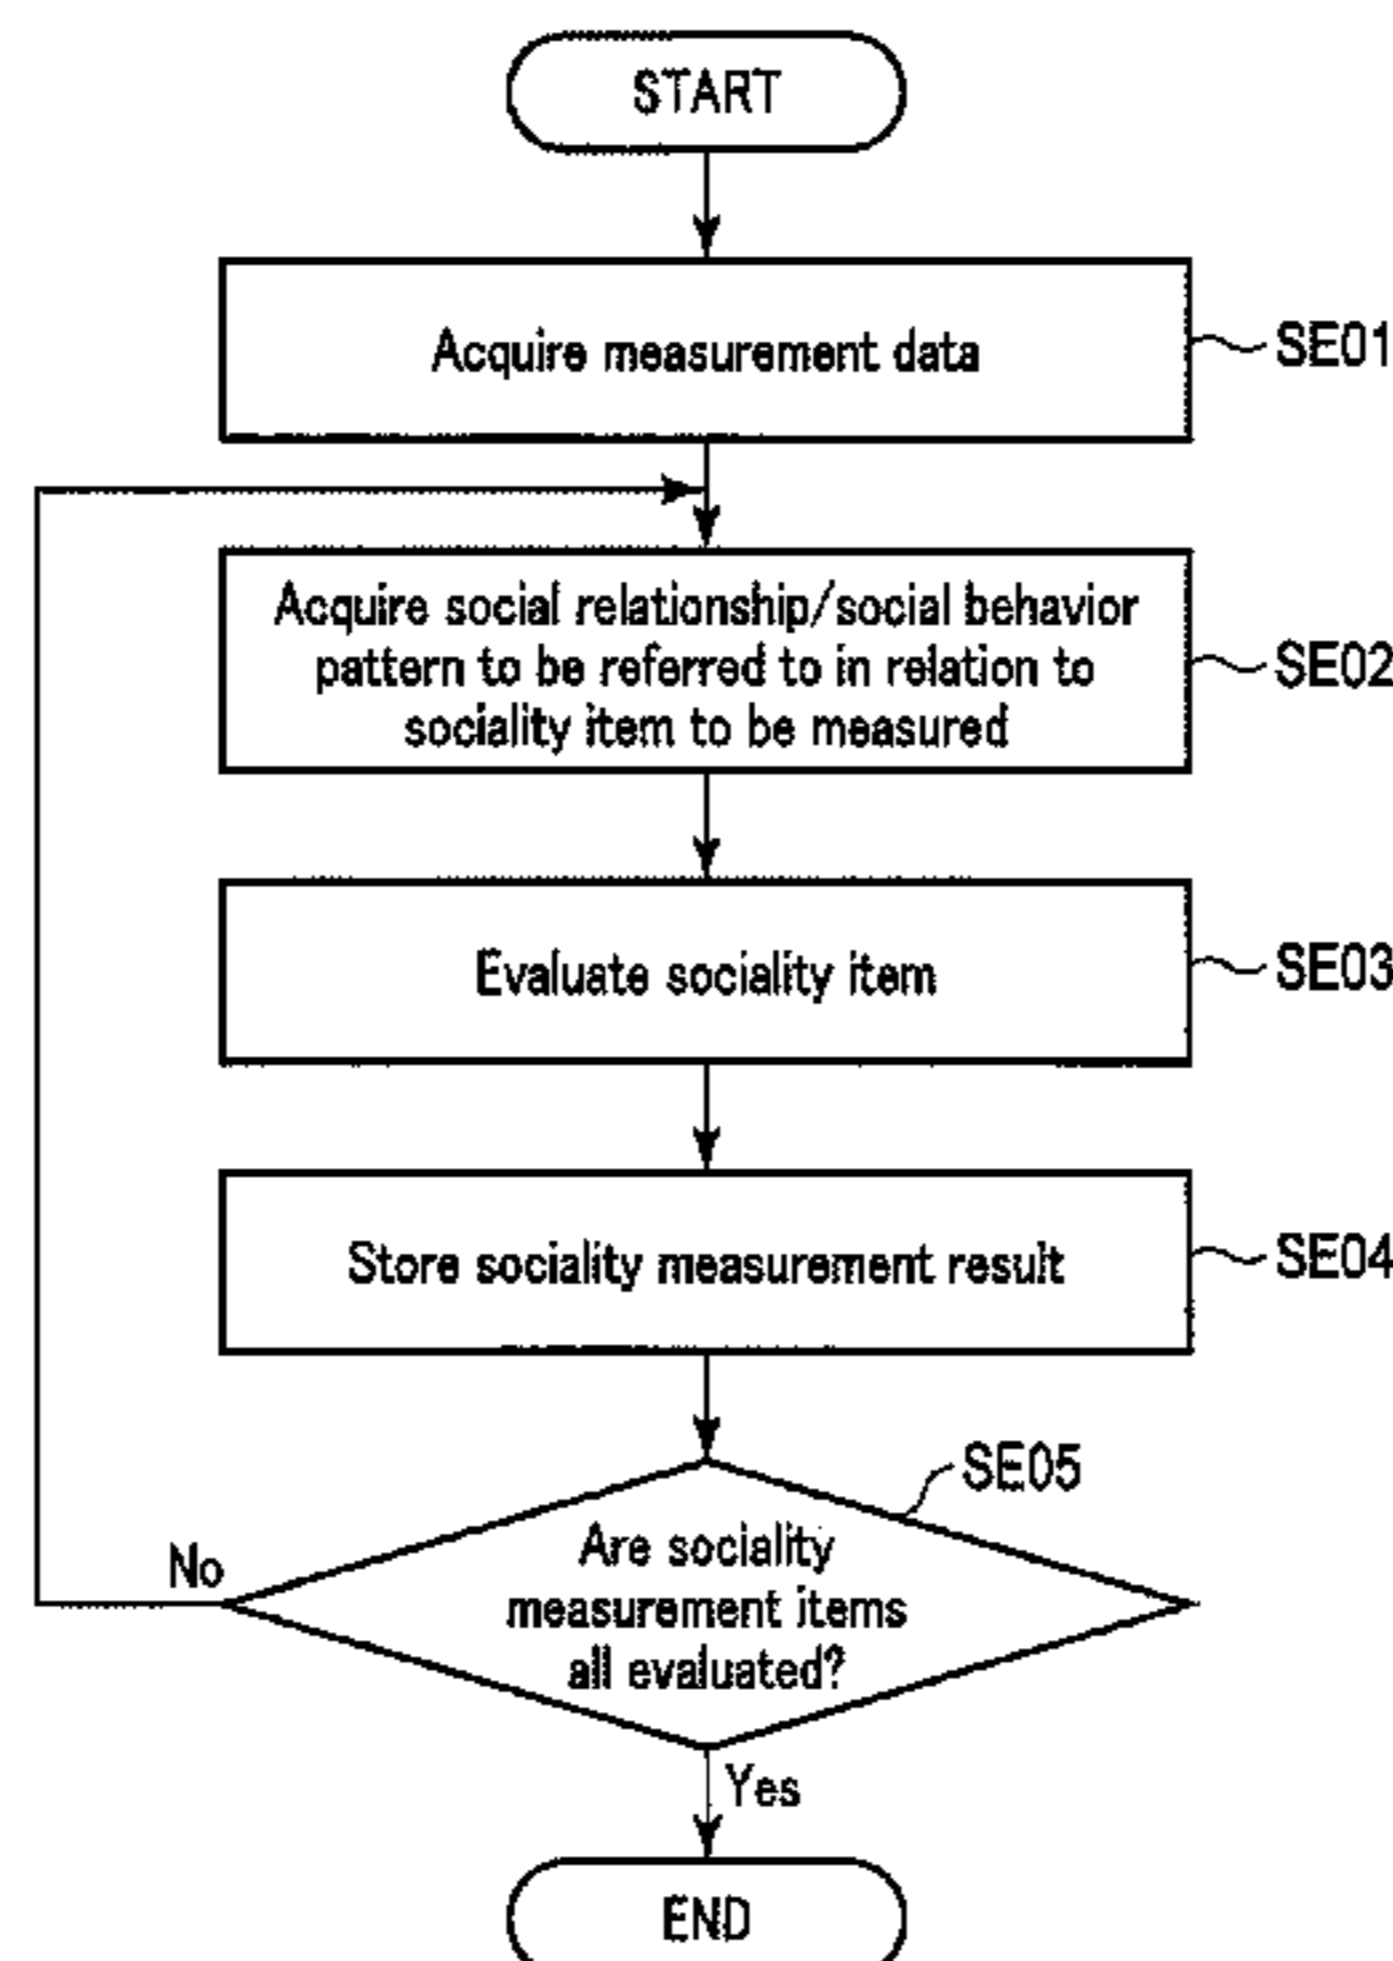 START
Acquire measurement data
SE01
Acquire social relationship/social behavior
pattern to be referred to in relation to
sociality item to be measured
SE02
Evaluate sociality item
SE03
Store sociality measurement result
SE04
SE05
Are sociality
measurement items
all evaluated?
No
Yes
END